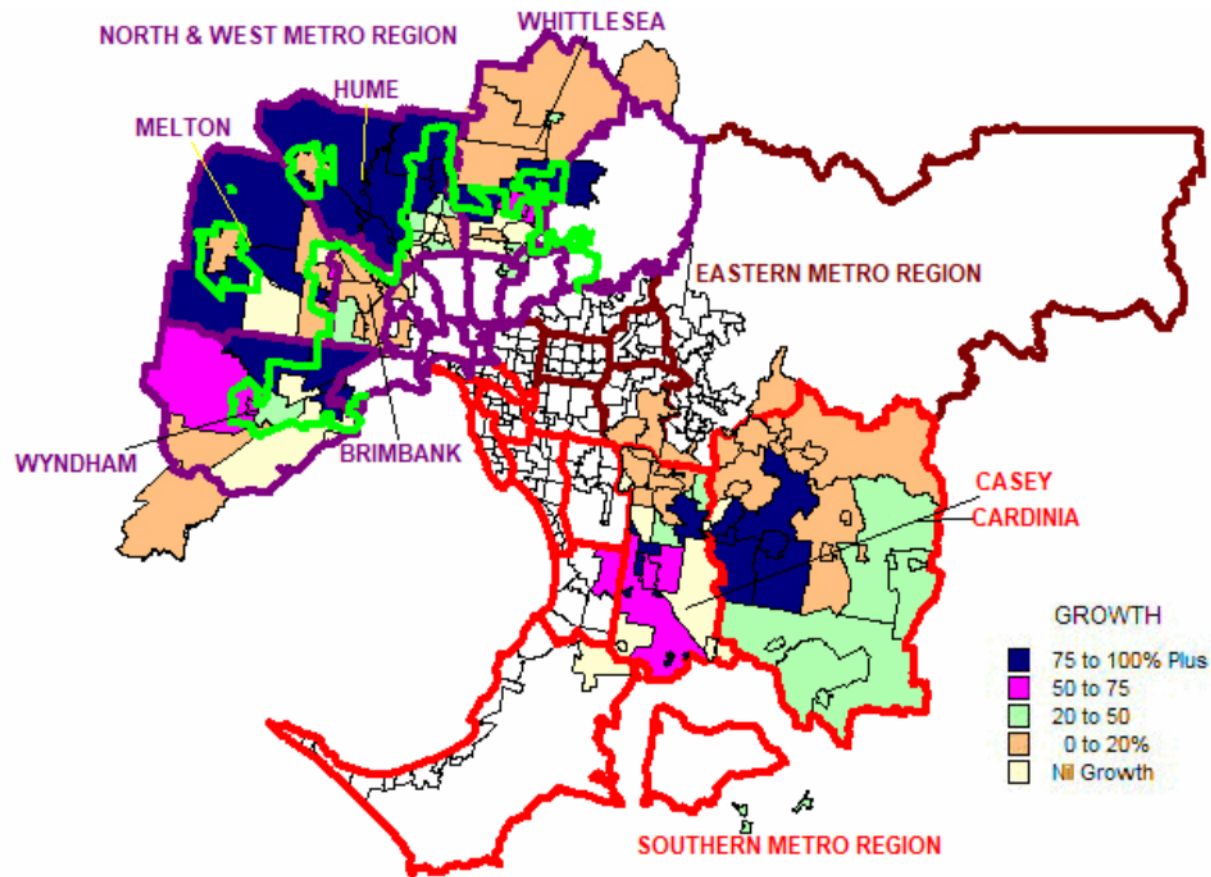 WHITTLESEA
NORTH & WEST METRO REGION
HUME
MELTON
EASTERN METRO REGION
WYNDHAM
BRIMBANK
CASEY
CARDINIA
GROWTH
75 to 100% Plus
50 to 75
20 to 50
0 to 20%
Nil Growth
SOUTHERN METRO REGION